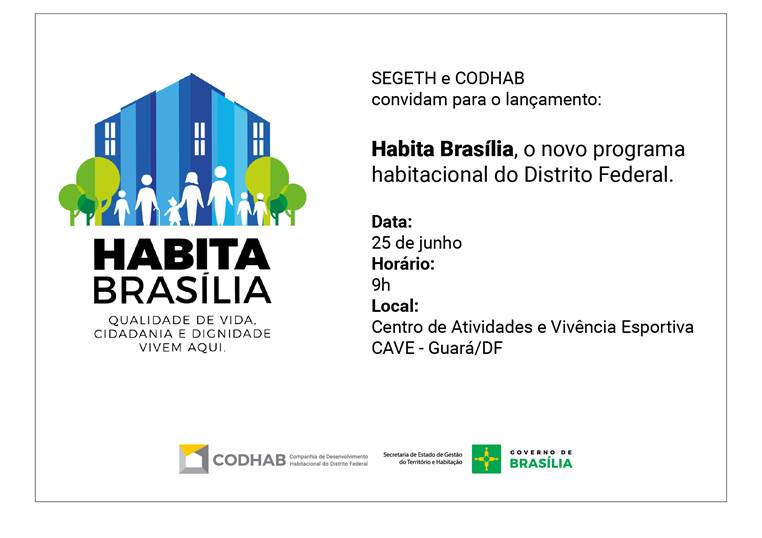 SEGETH e CODHAB
convidam para o lançamento:
Habita Brasília, o novo programa
habitacional do Distrito Federal.
Data:
25 de junho
Horário:
9h
Local:
Centro de Atividades e Vivência Esportiva
CAVE - Guará/DF
HABITA
BRASÍLIA
QUALIDADE DE VIDA,
CIDADANIA E DIGNIDADE
VIVEM AQUI.
CODHAB
Companhia de Desenvolvimento
Habitacional do Distrito Federal
Secretaria de Estado de Gestão
do Território e Habitação
GOVERNO DE
BRASÍLIA